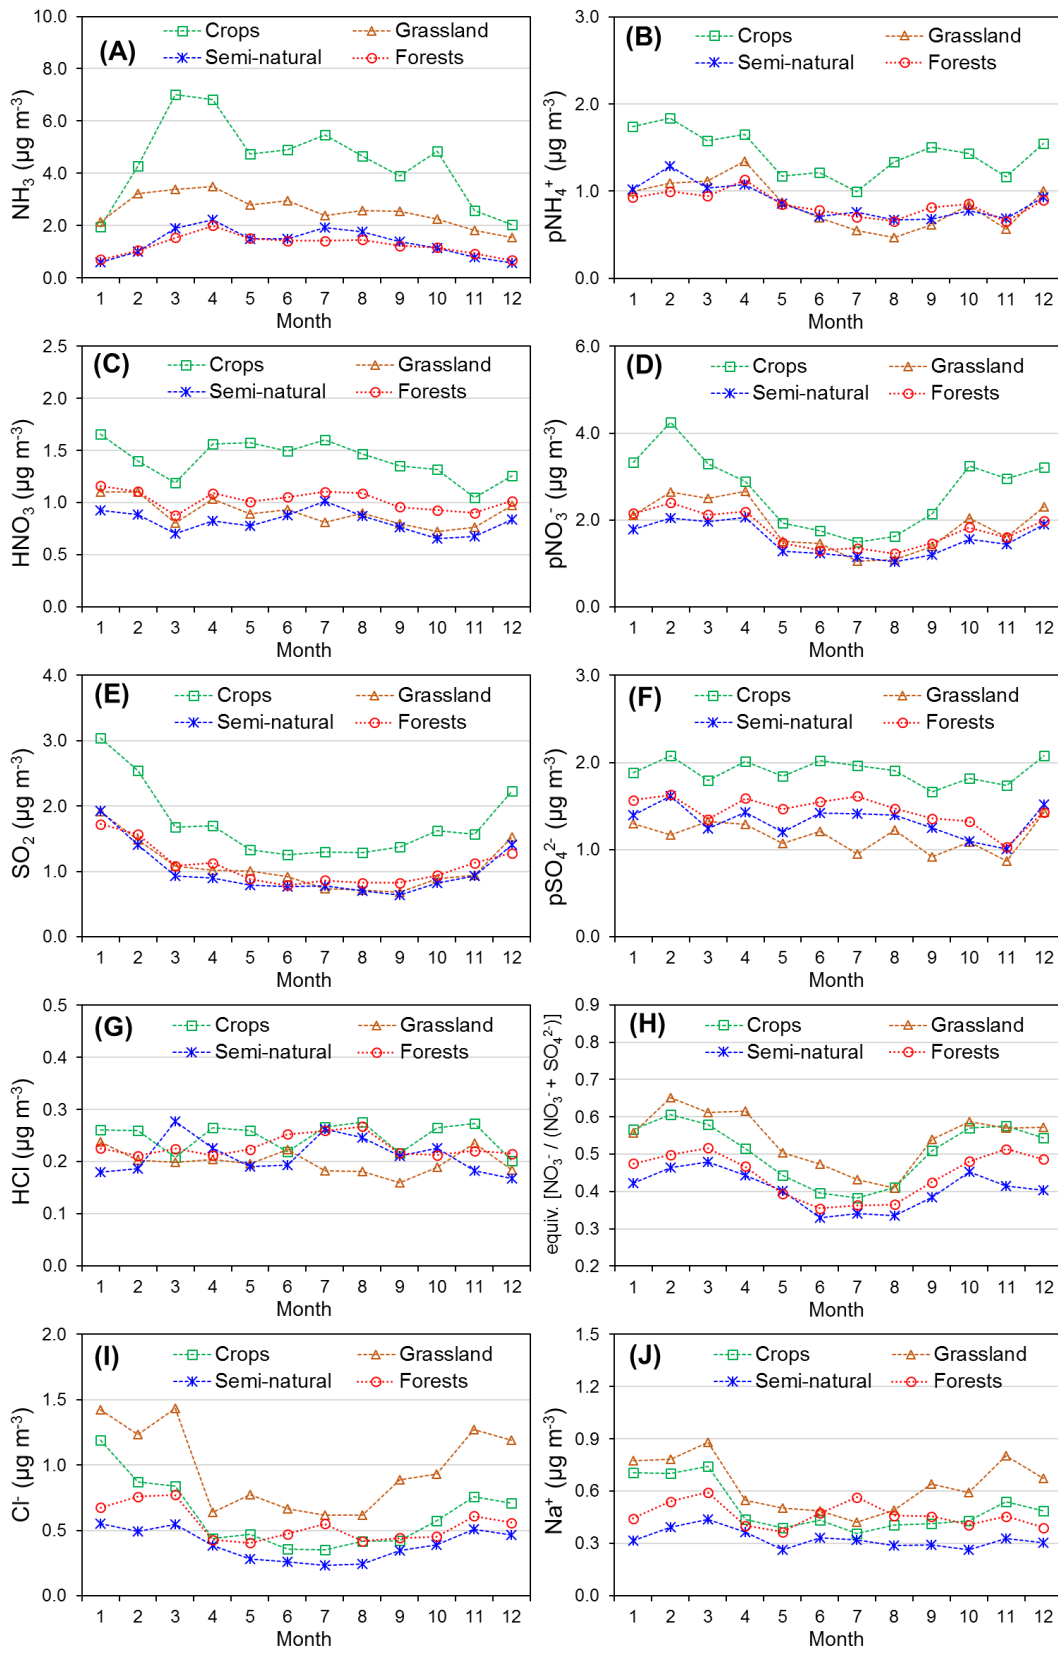 (A)
Crops Grassland
Semi-natural Forests
NH3 (µg m-3)
10.0
8.0
6.0
4.0
2.0
0.0
1 2 3 4 5 6 7 8 9 10 11 12
Month
(B)
Crops Grassland
Semi-natural Forests
pNH4+ (µg m-3)
3.0
2.0
1.0
0.0
1 2 3 4 5 6 7 8 9 10 11 12
Month
(C)
Crops Grassland
Semi-natural Forests
HNO3 (µg m-3)
2.5
2.0
1.5
1.0
0.5
0.0
1 2 3 4 5 6 7 8 9 10 11 12
Month
(D)
Crops Grassland
Semi-natural Forests
pNO3- (µg m-3)
6.0
4.0
2.0
0.0
1 2 3 4 5 6 7 8 9 10 11 12
Month
(E)
Crops Grassland
Semi-natural Forests
SO2 (µg m-3)
4.0
3.0
2.0
1.0
0.0
1 2 3 4 5 6 7 8 9 10 11 12
Month
(F)
Crops Grassland
Semi-natural Forests
pSO42- (µg m-3)
3.0
2.0
1.0
0.0
1 2 3 4 5 6 7 8 9 10 11 12
Month
(G)
Crops Grassland
Semi-natural Forests
HCl (µg m-3)
0.5
0.4
0.3
0.2
0.1
0.0
1 2 3 4 5 6 7 8 9 10 11 12
Month
(H)
Crops Grassland
Semi-natural Forests
equiv. [NO3- / (NO3- + SO42-)]
0.9
0.8
0.7
0.6
0.5
0.4
0.3
0.2
1 2 3 4 5 6 7 8 9 10 11 12
Month
(I)
Crops Grassland
Semi-natural Forests
Cl- (µg m-3)
2.0
1.5
1.0
0.5
0.0
1 2 3 4 5 6 7 8 9 10 11 12
Month
(J)
Crops Grassland
Semi-natural Forests
Na+ (µg m-3)
1.5
1.2
0.9
0.6
0.3
0.0
1 2 3 4 5 6 7 8 9 10 11 12
Month